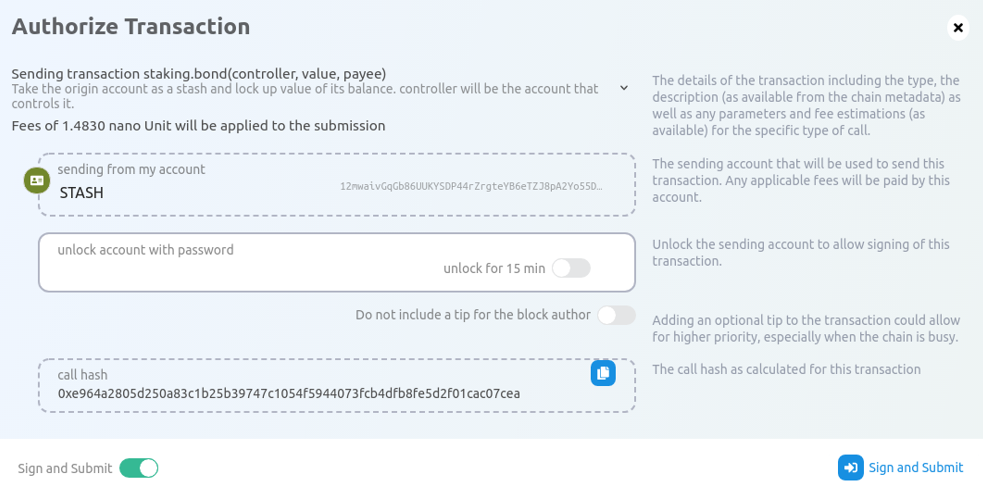 Authorize Transaction
Sending transaction staking.bond(controller, value, payee)
Take the origin account as a stash and lock up value of its balance. controller will be the account that
controls it.
Fees of 1.4830 nano Unit will be applied to the submission
The details of the transaction including the type, the
description (as available from the chain metadata) as
well as any parameters and fee estimations (as
available) for the specific type of call.
sending from my account
STASH
12mwaivGqGb86UUKYSDP44rZrgteYB6eTZJ8pA2Yo5SD…
The sending account that will be used to send this
transaction. Any applicable fees will be paid by this
account.
unlock account with password
unlock for 15 min
Unlock the sending account to allow signing of this
transaction.
Do not include a tip for the block author
Adding an optional tip to the transaction could allow
for higher priority, especially when the chain is busy.
call hash
0xe964a2805d250a83c1b25b39747c1054f5944073fcb4dfb8fe5d2f01cac07cea
The call hash as calculated for this transaction
Sign and Submit
Sign and Submit